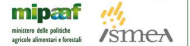 mipaaf
ministero delle politiche
agricole alimentari e forestali
ismea